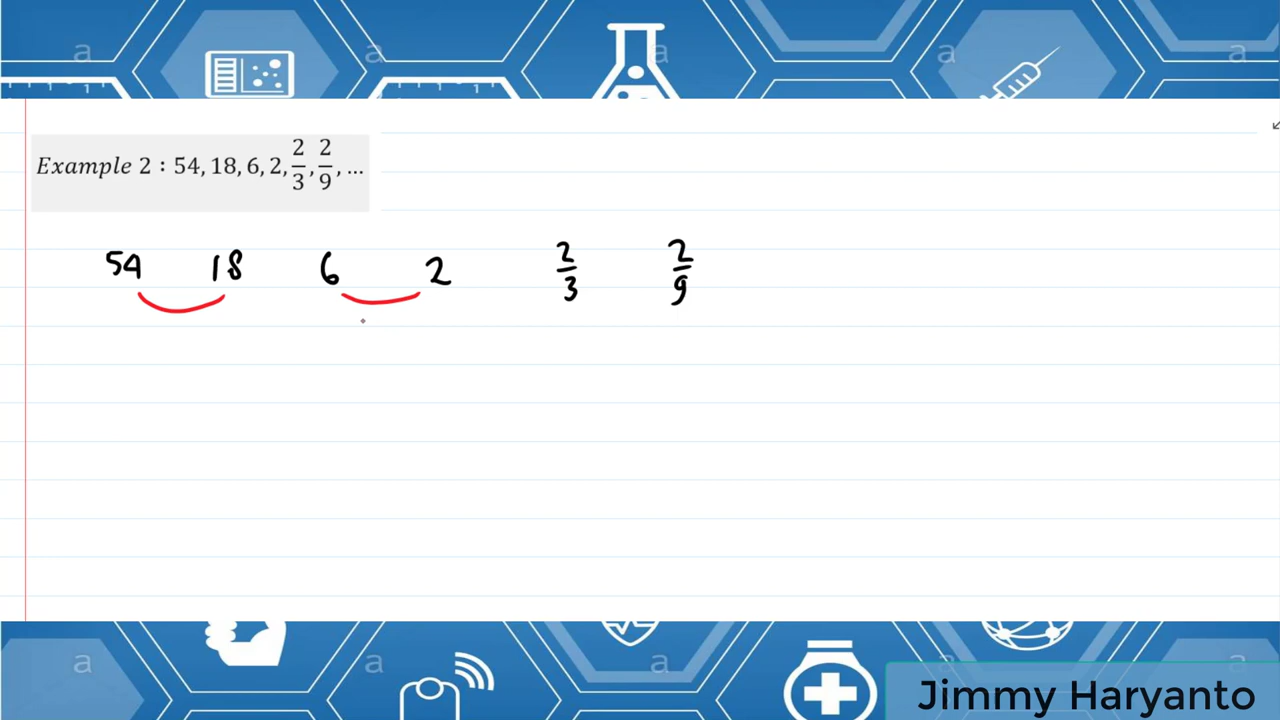 a a a a a
Example 2 : 54, 18, 6, 2, 2/3, 2/9, ...
54 18 6 2 2/3 2/9
a a a a
Jimmy Haryanto